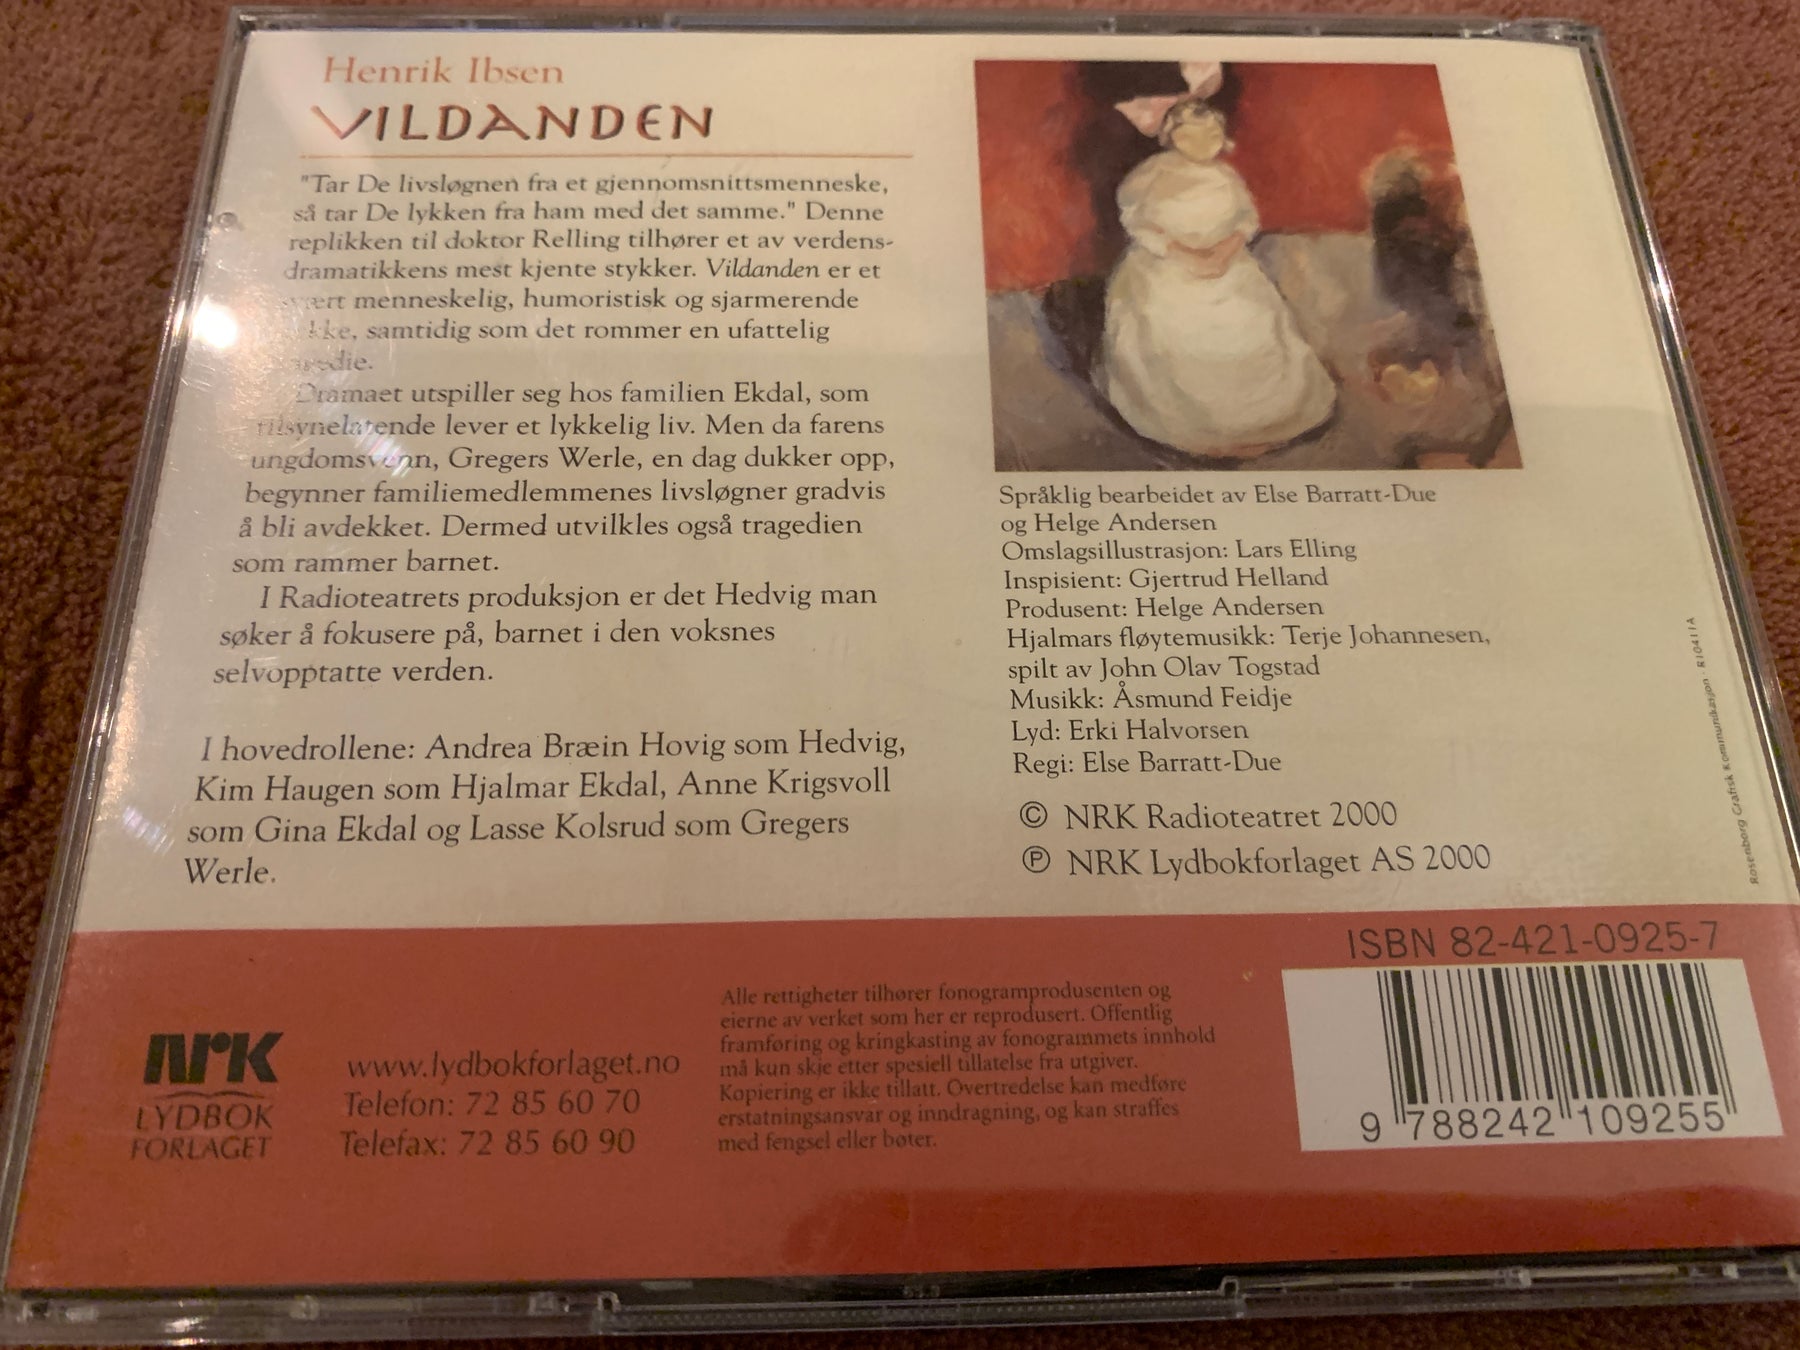 Henrik Ibsen
VILDANDEN
"Tar De livsløgnen fra et gjennomsnittsmenneske,
så tar De lykken fra ham med det samme." Denne
replikken til doktor Relling tilhører et av verdens-
dramatikkens mest kjente stykker. Vildanden er et
svært menneskelig, humoristisk og sjarmerende
samtidig som det rommer en ufattelig
tragedie.
Dramaet utspiller seg hos familien Ekdal, som
tilsynelatende lever et lykkelig liv. Men da farens
ungdomsvenn, Gregers Werle, en dag dukker opp,
begynner familiemedlemmenes livsløgner gradvis
å bli avdekket. Dermed utvilkles også tragedien
som rammer barnet.
I Radioteatrets produksjon er det Hedvig man
søker å fokusere på, barnet i den voksnes
selvopptatte verden.
I hovedrollene: Andrea Bræin Hovig som Hedvig,
Kim Haugen som Hjalmar Ekdal, Anne Krigsvoll
som Gina Ekdal og Lasse Kolsrud som Gregers
Werle.
Språklig bearbeidet av Else Barratt-Due
og Helge Andersen
Omslagsillustrasjon: Lars Elling
Inspisient: Gjertrud Helland
Produsent: Helge Andersen
Hjalmars fløytemusikk: Terje Johannesen,
spilt av John Olav Togstad
Musikk: Åsmund Feidje
Lyd: Erki Halvorsen
Regi: Else Barratt-Due
© NRK Radioteatret 2000
℗ NRK Lydbokforlaget AS 2000
Rosenborg Grafisk Kommunikasjon · R10411A
NRK
LYDBOK
FORLAGET
www.lydbokforlaget.no
Telefon: 72 85 60 70
Telefax: 72 85 60 90
Alle rettigheter tilhører fonogramprodusenten og
eierne av verket som her er reprodusert. Offentlig
framføring og kringkasting av fonogrammets innhold
må kun skje etter spesiell tillatelse fra utgiver.
Kopiering er ikke tillatt. Overtredelse kan medføre
erstatningsansvar og inndragning, og kan straffes
med fengsel eller bøter.
ISBN 82-421-0925-7
9 788242 109255